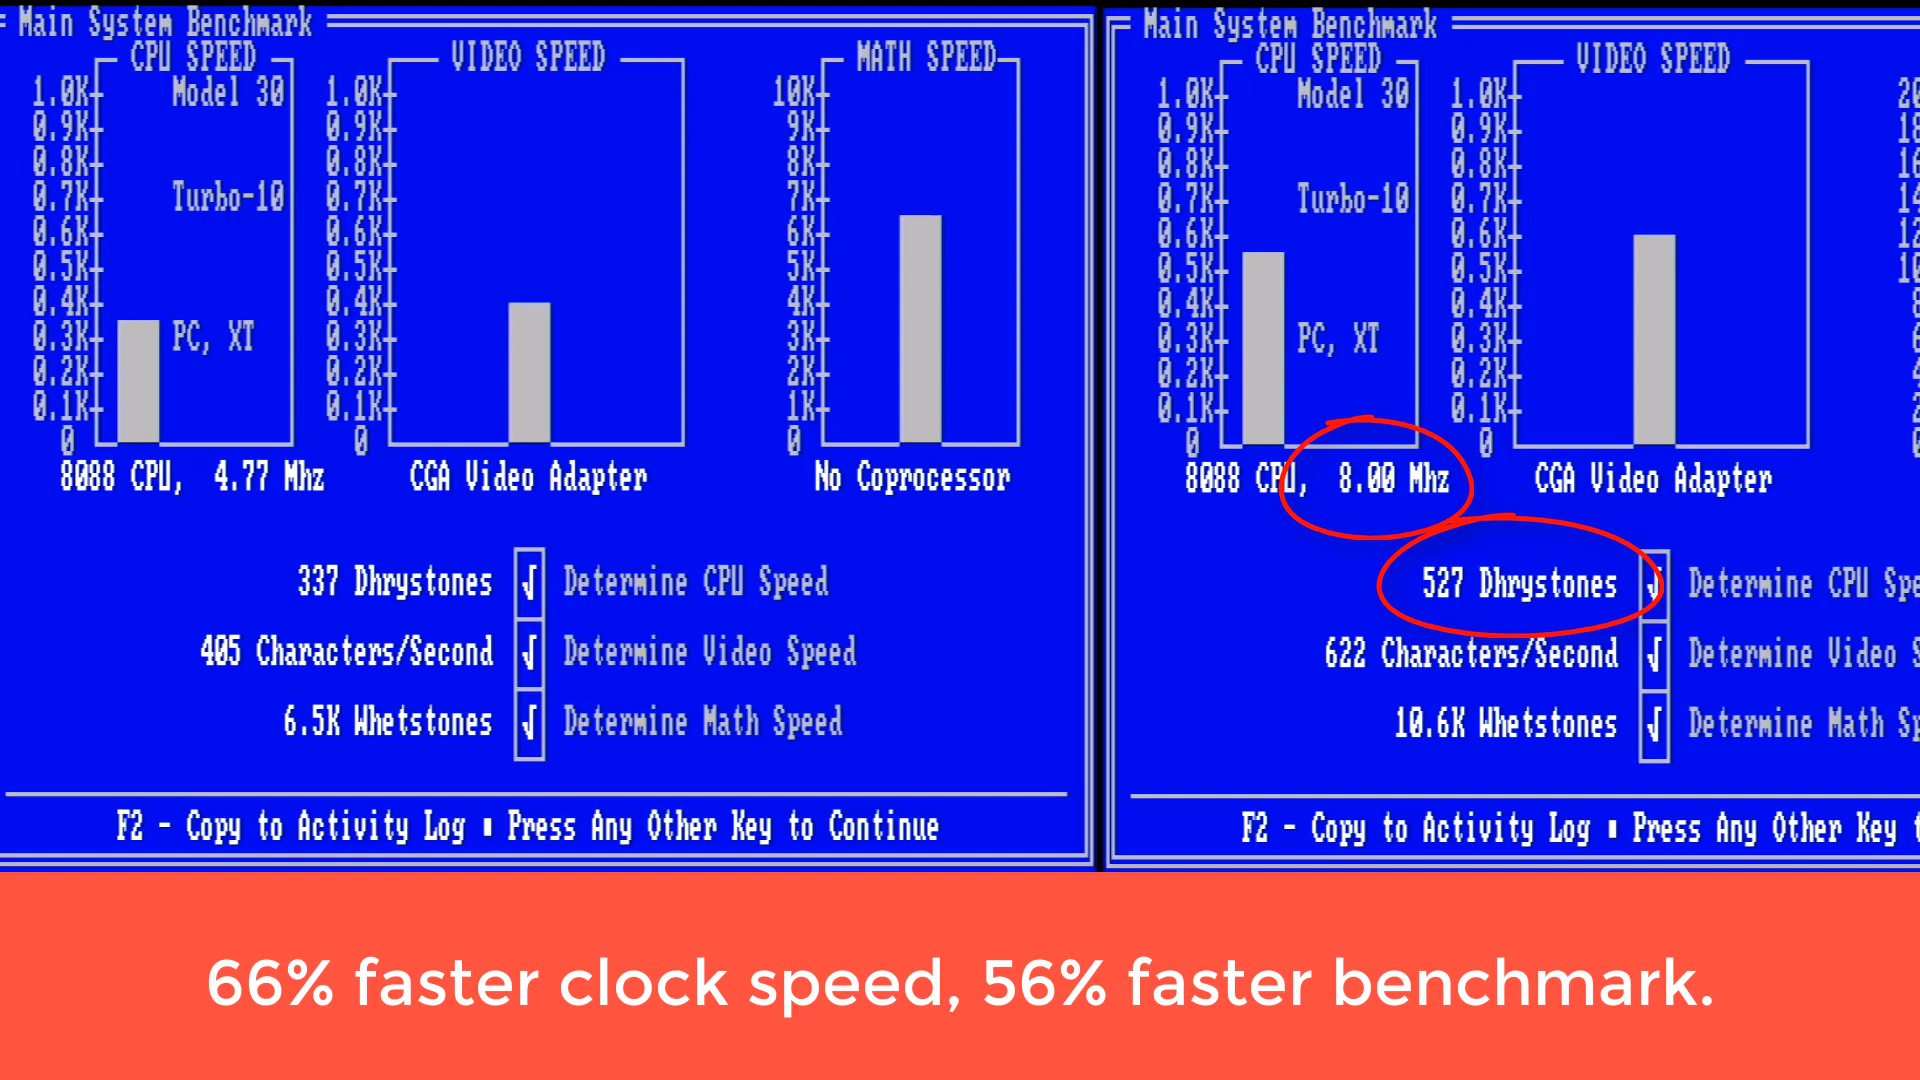 Main System Benchmark
CPU SPEED
1.0K
0.9K
0.8K
0.7K
0.6K
0.5K
0.4K
0.3K
0.2K
0.1K
0
Model 30
Turbo-10
PC, XT
8088 CPU, 4.77 Mhz
VIDEO SPEED
1.0K
0.9K
0.8K
0.7K
0.6K
0.5K
0.4K
0.3K
0.2K
0.1K
0
CGA Video Adapter
MATH SPEED
10K
9K
8K
7K
6K
5K
4K
3K
2K
1K
0
No Coprocessor
337 Dhrystones √ Determine CPU Speed
405 Characters/Second √ Determine Video Speed
6.5K Whetstones √ Determine Math Speed
F2 - Copy to Activity Log ▪ Press Any Other Key to Continue
Main System Benchmark
CPU SPEED
1.0K
0.9K
0.8K
0.7K
0.6K
0.5K
0.4K
0.3K
0.2K
0.1K
0
Model 30
Turbo-10
PC, XT
8088 CPU, 8.00 Mhz
VIDEO SPEED
1.0K
0.9K
0.8K
0.7K
0.6K
0.5K
0.4K
0.3K
0.2K
0.1K
0
CGA Video Adapter
527 Dhrystones √ Determine CPU Spe
622 Characters/Second √ Determine Video
10.6K Whetstones √ Determine Math Sp
F2 - Copy to Activity Log ▪ Press Any Other Key
66% faster clock speed, 56% faster benchmark.